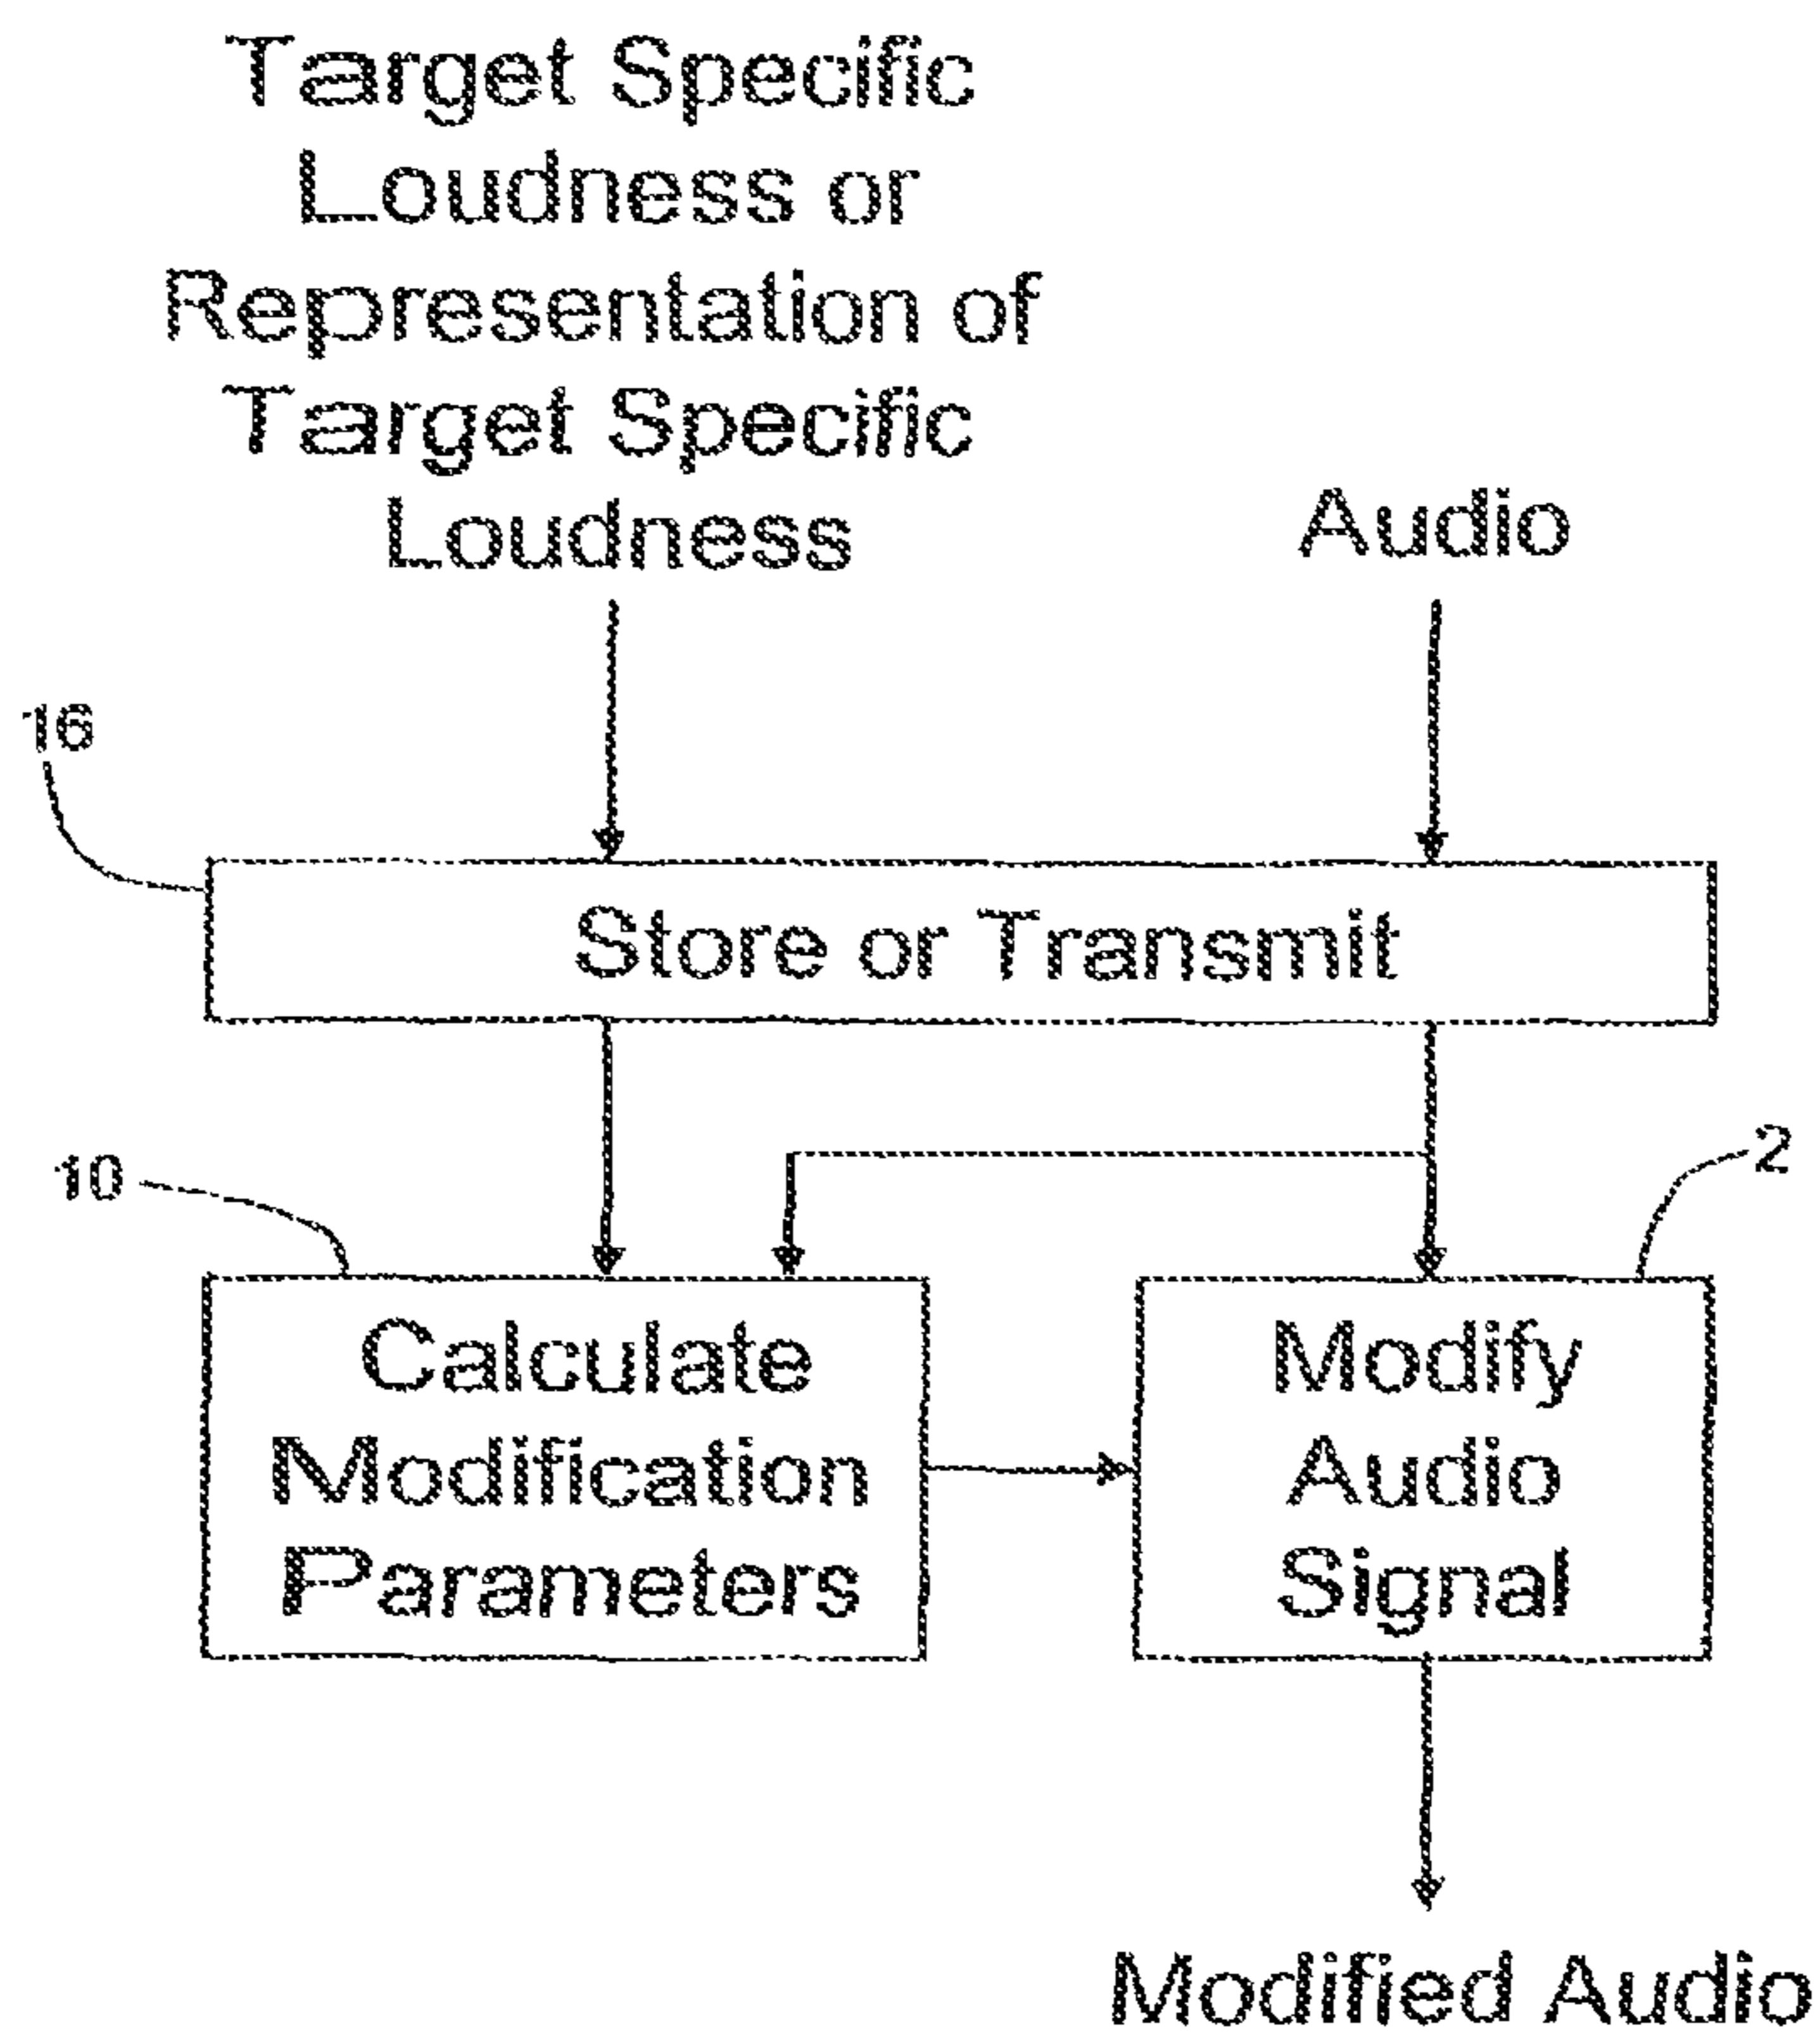 Target Specific
Loudness or
Representation of
Target Specific
Loudness
Audio
16
Store or Transmit
10
2
Calculate
Modification
Parameters
Modify
Audio
Signal
Modified Audio